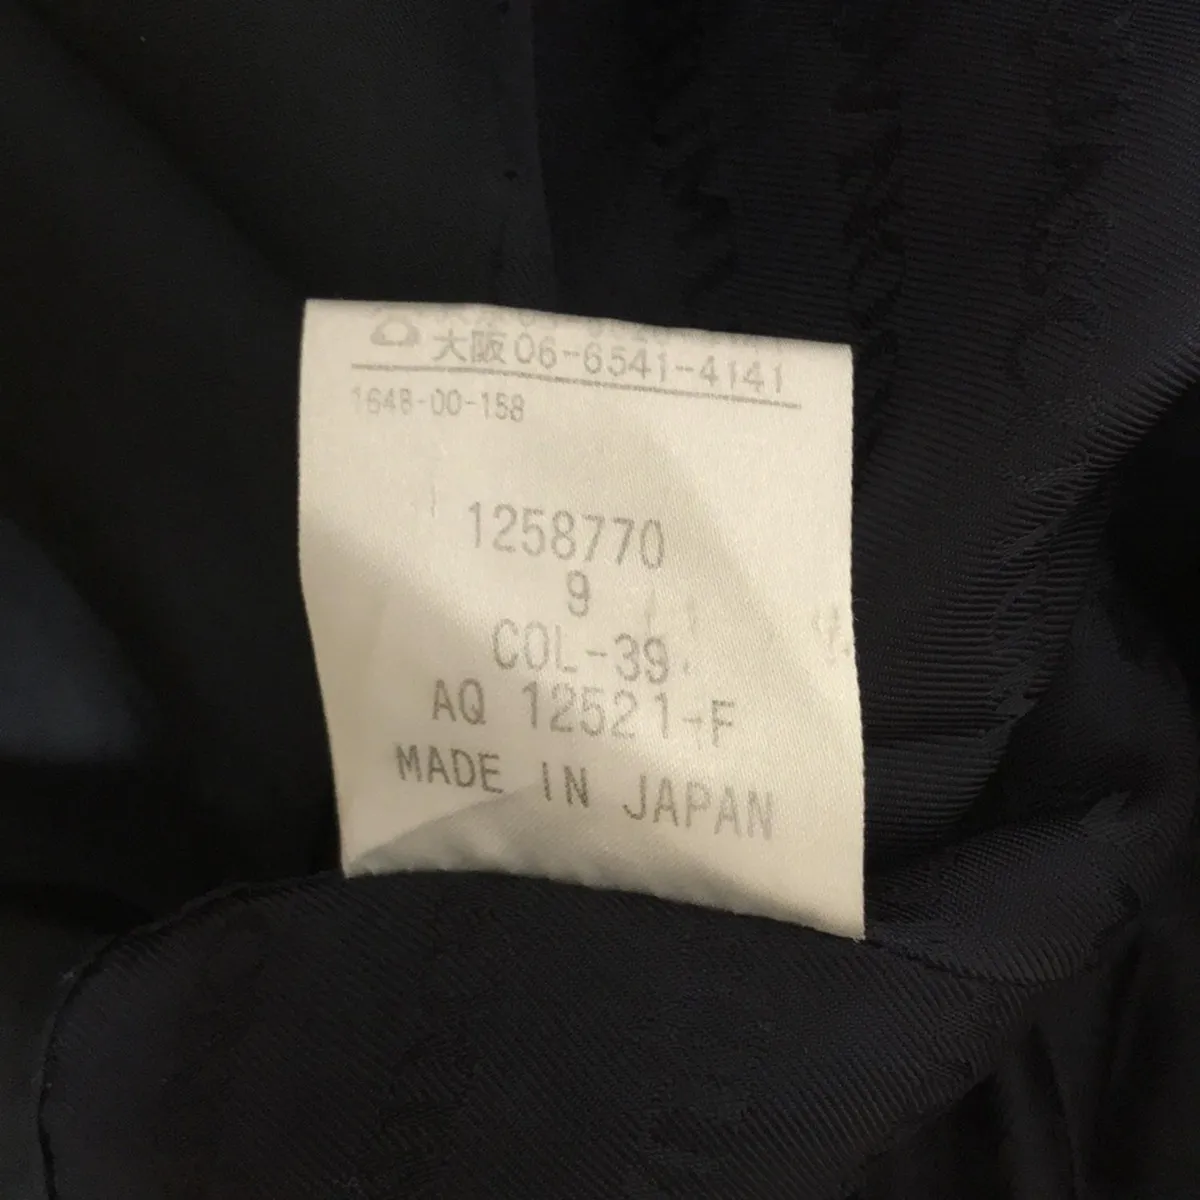 大阪06-6541-4141
1648-00-158
1258770
9
COL-39
AQ 12521-F
MADE IN JAPAN